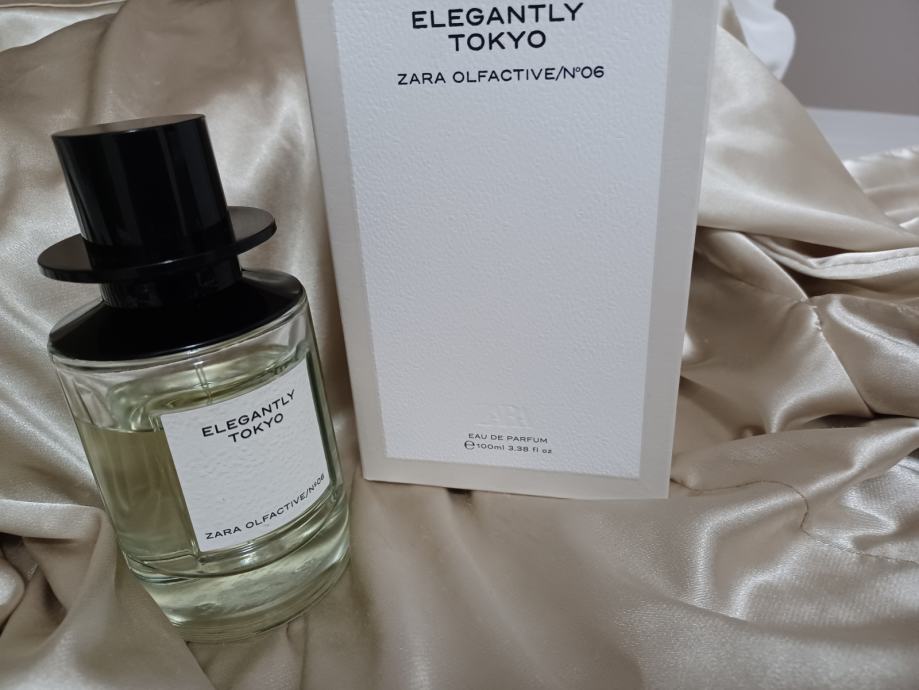 ELEGANTLY
TOKYO
ZARA OLFACTIVE/Nº06
EAU DE PARFUM
℮100ml 3.38 fl oz
ELEGANTLY
TOKYO
ZARA OLFACTIVE/Nº06